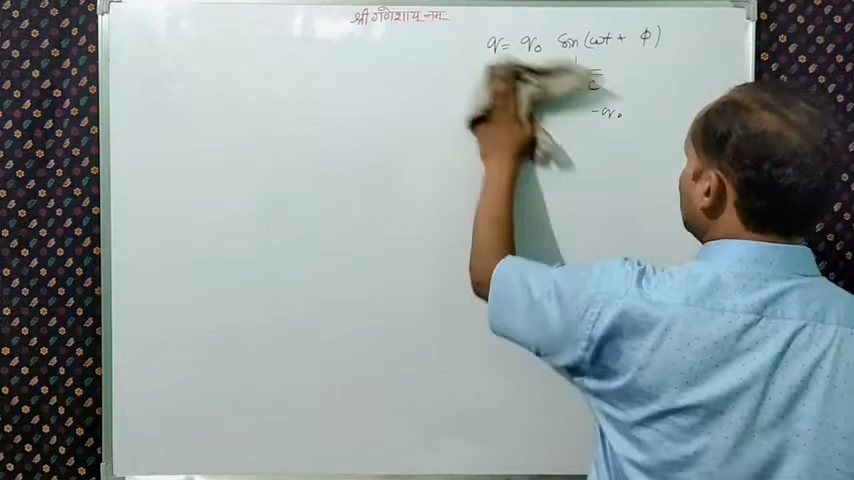 श्री गणेशाय नमः
q = q₀ sin(ωt + φ)
c
-q₀